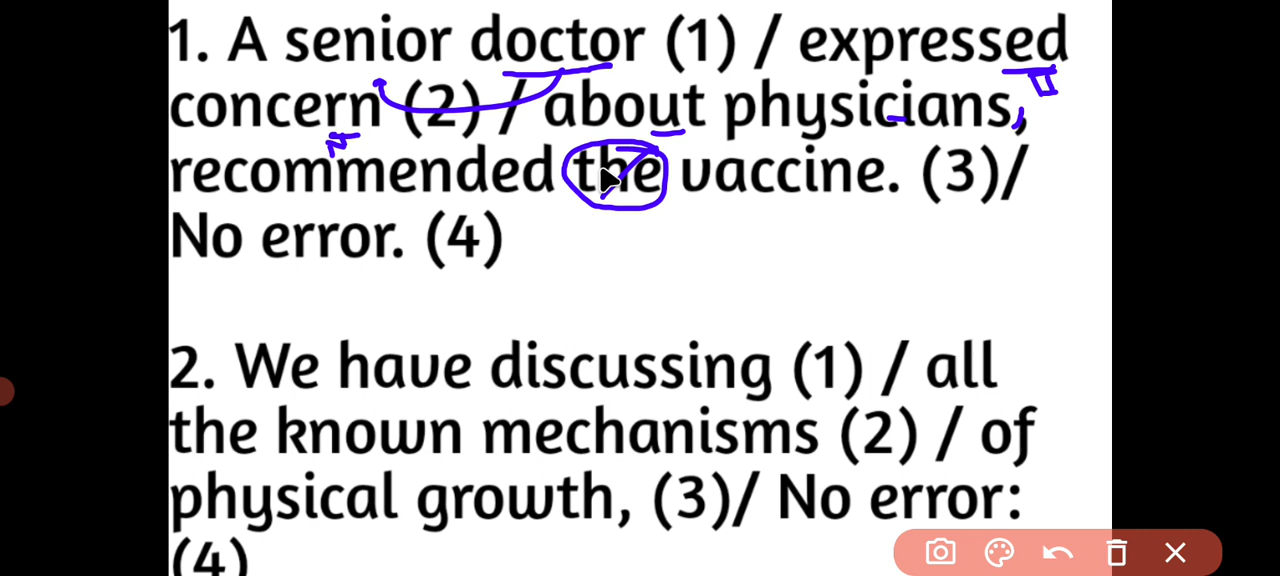 1. A senior doctor (1) / expressed
concern (2) / about physicians,
recommended the vaccine. (3)/
No error. (4)
2. We have discussing (1) / all
the known mechanisms (2) / of
physical growth, (3)/ No error:
(4)